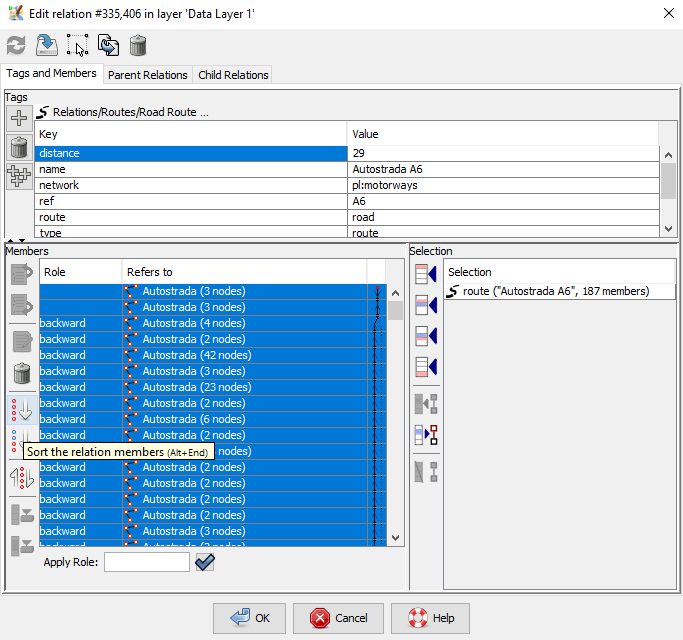 Edit relation #335,406 in layer 'Data Layer 1'
Tags and Members Parent Relations Child Relations
Tags
Relations/Routes/Road Route ...
Key Value
distance 29
name Autostrada A6
network pl:motorways
ref A6
route road
type route
Members Selection
Role Refers to Selection
Autostrada (3 nodes) route ("Autostrada A6", 187 members)
Autostrada (3 nodes)
backward Autostrada (4 nodes)
backward Autostrada (2 nodes)
backward Autostrada (42 nodes)
backward Autostrada (3 nodes)
backward Autostrada (23 nodes)
backward Autostrada (2 nodes)
backward Autostrada (6 nodes)
backward Autostrada (2 nodes)
Sort the relation members (Alt+End) nodes)
backward Autostrada (2 nodes)
backward Autostrada (2 nodes)
backward Autostrada (2 nodes)
backward Autostrada (2 nodes)
backward Autostrada (3 nodes)
backward Autostrada (3 nodes)
Apply Role:
OK Cancel Help